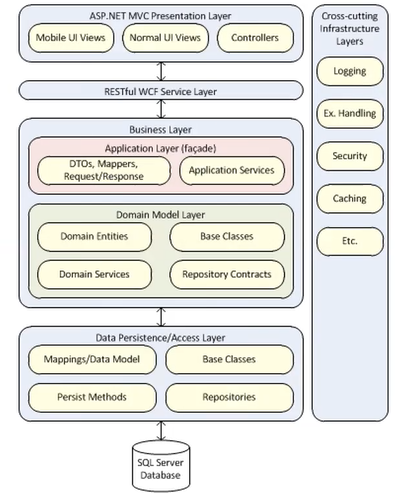 ASP.NET MVC Presentation Layer
Mobile UI Views
Normal UI Views
Controllers
RESTful WCF Service Layer
Business Layer
Application Layer (façade)
DTOs, Mappers,
Request/Response
Application Services
Domain Model Layer
Domain Entities
Base Classes
Domain Services
Repository Contracts
Data Persistence/Access Layer
Mappings/Data Model
Base Classes
Persist Methods
Repositories
SQL Server
Database
Cross-cutting
Infrastructure
Layers
Logging
Ex. Handling
Security
Caching
Etc.